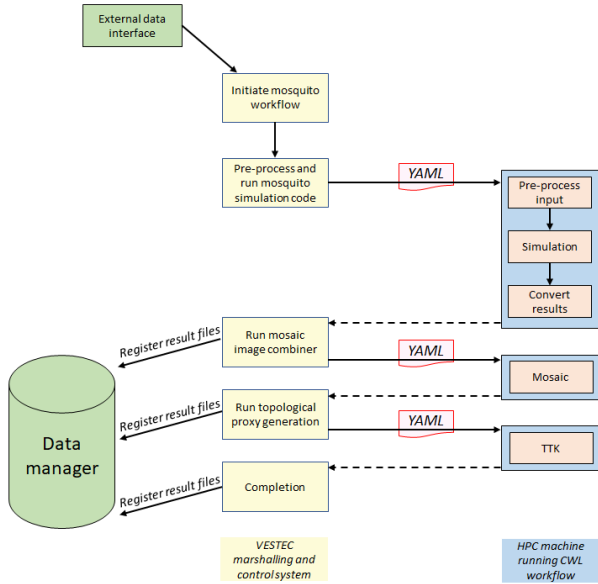 External data
interface
Initiate mosquito
workflow
Pre-process and
run mosquito
simulation code
YAML
Pre-process
input
Simulation
Convert
results
Register result files
Run mosaic
image combiner
YAML
Mosaic
Register result files
Run topological
proxy generation
YAML
TTK
Data
manager
Register result files
Completion
VESTEC
marshalling and
control system
HPC machine
running CWL
workflow